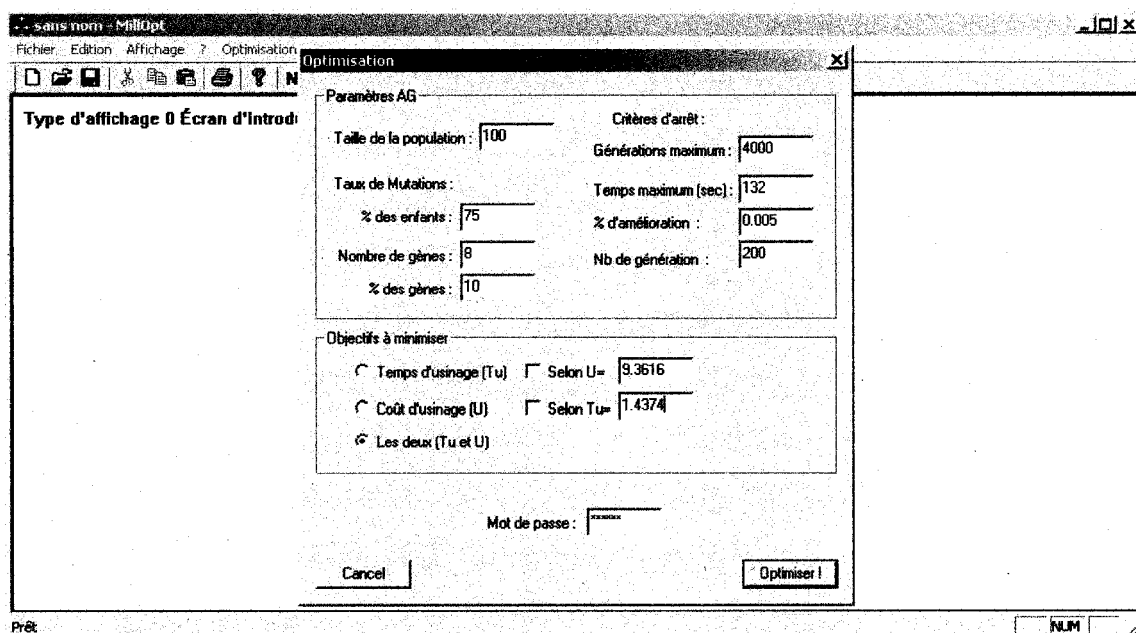 sans nom - MillOpt
Fichier Edition Affichage ? Optimisation
N
Type d'affichage 0 Écran d'introdu
Optimisation
Paramètres AG
Taille de la population : 100
Taux de Mutations :
% des enfants : 75
Nombre de gènes : 8
% des gènes : 10
Critères d'arrêt :
Générations maximum : 4000
Temps maximum (sec) : 132
% d'amélioration : 0.005
Nb de génération : 200
Objectifs à minimiser
Temps d'usinage (Tu) Selon U= 9.3616
Coût d'usinage (U) Selon Tu= 1.4374
Les deux (Tu et U)
Mot de passe : ******
Cancel Optimiser !
Prêt NUM